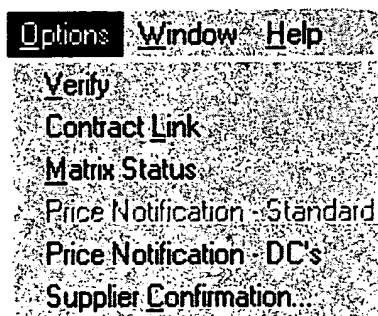 Options Window Help
Verify
Contract Link
Matrix Status
Price Notification - Standard
Price Notification - DC's
Supplier Confirmation...